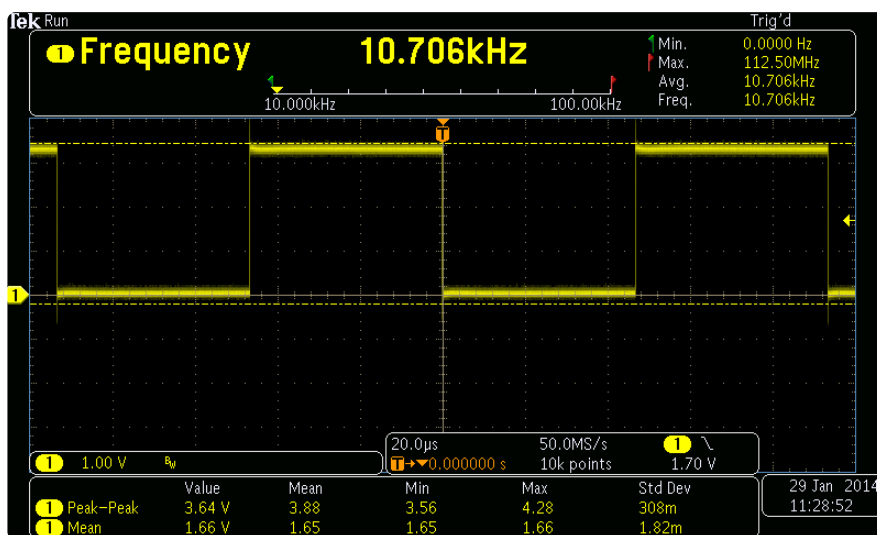 Tek Run Trig'd
1 Frequency 10.706kHz
10.000kHz 100.00kHz
Min. 0.0000 Hz
Max. 112.50MHz
Avg. 10.706kHz
Freq. 10.706kHz
T
1
1 1.00 V BW
20.0µs 50.0MS/s 1
T→▼0.000000 s 10k points 1.70 V
Value Mean Min Max Std Dev
1 Peak-Peak 3.64 V 3.88 3.56 4.28 308m
1 Mean 1.66 V 1.65 1.65 1.66 1.82m
29 Jan 2014
11:28:52